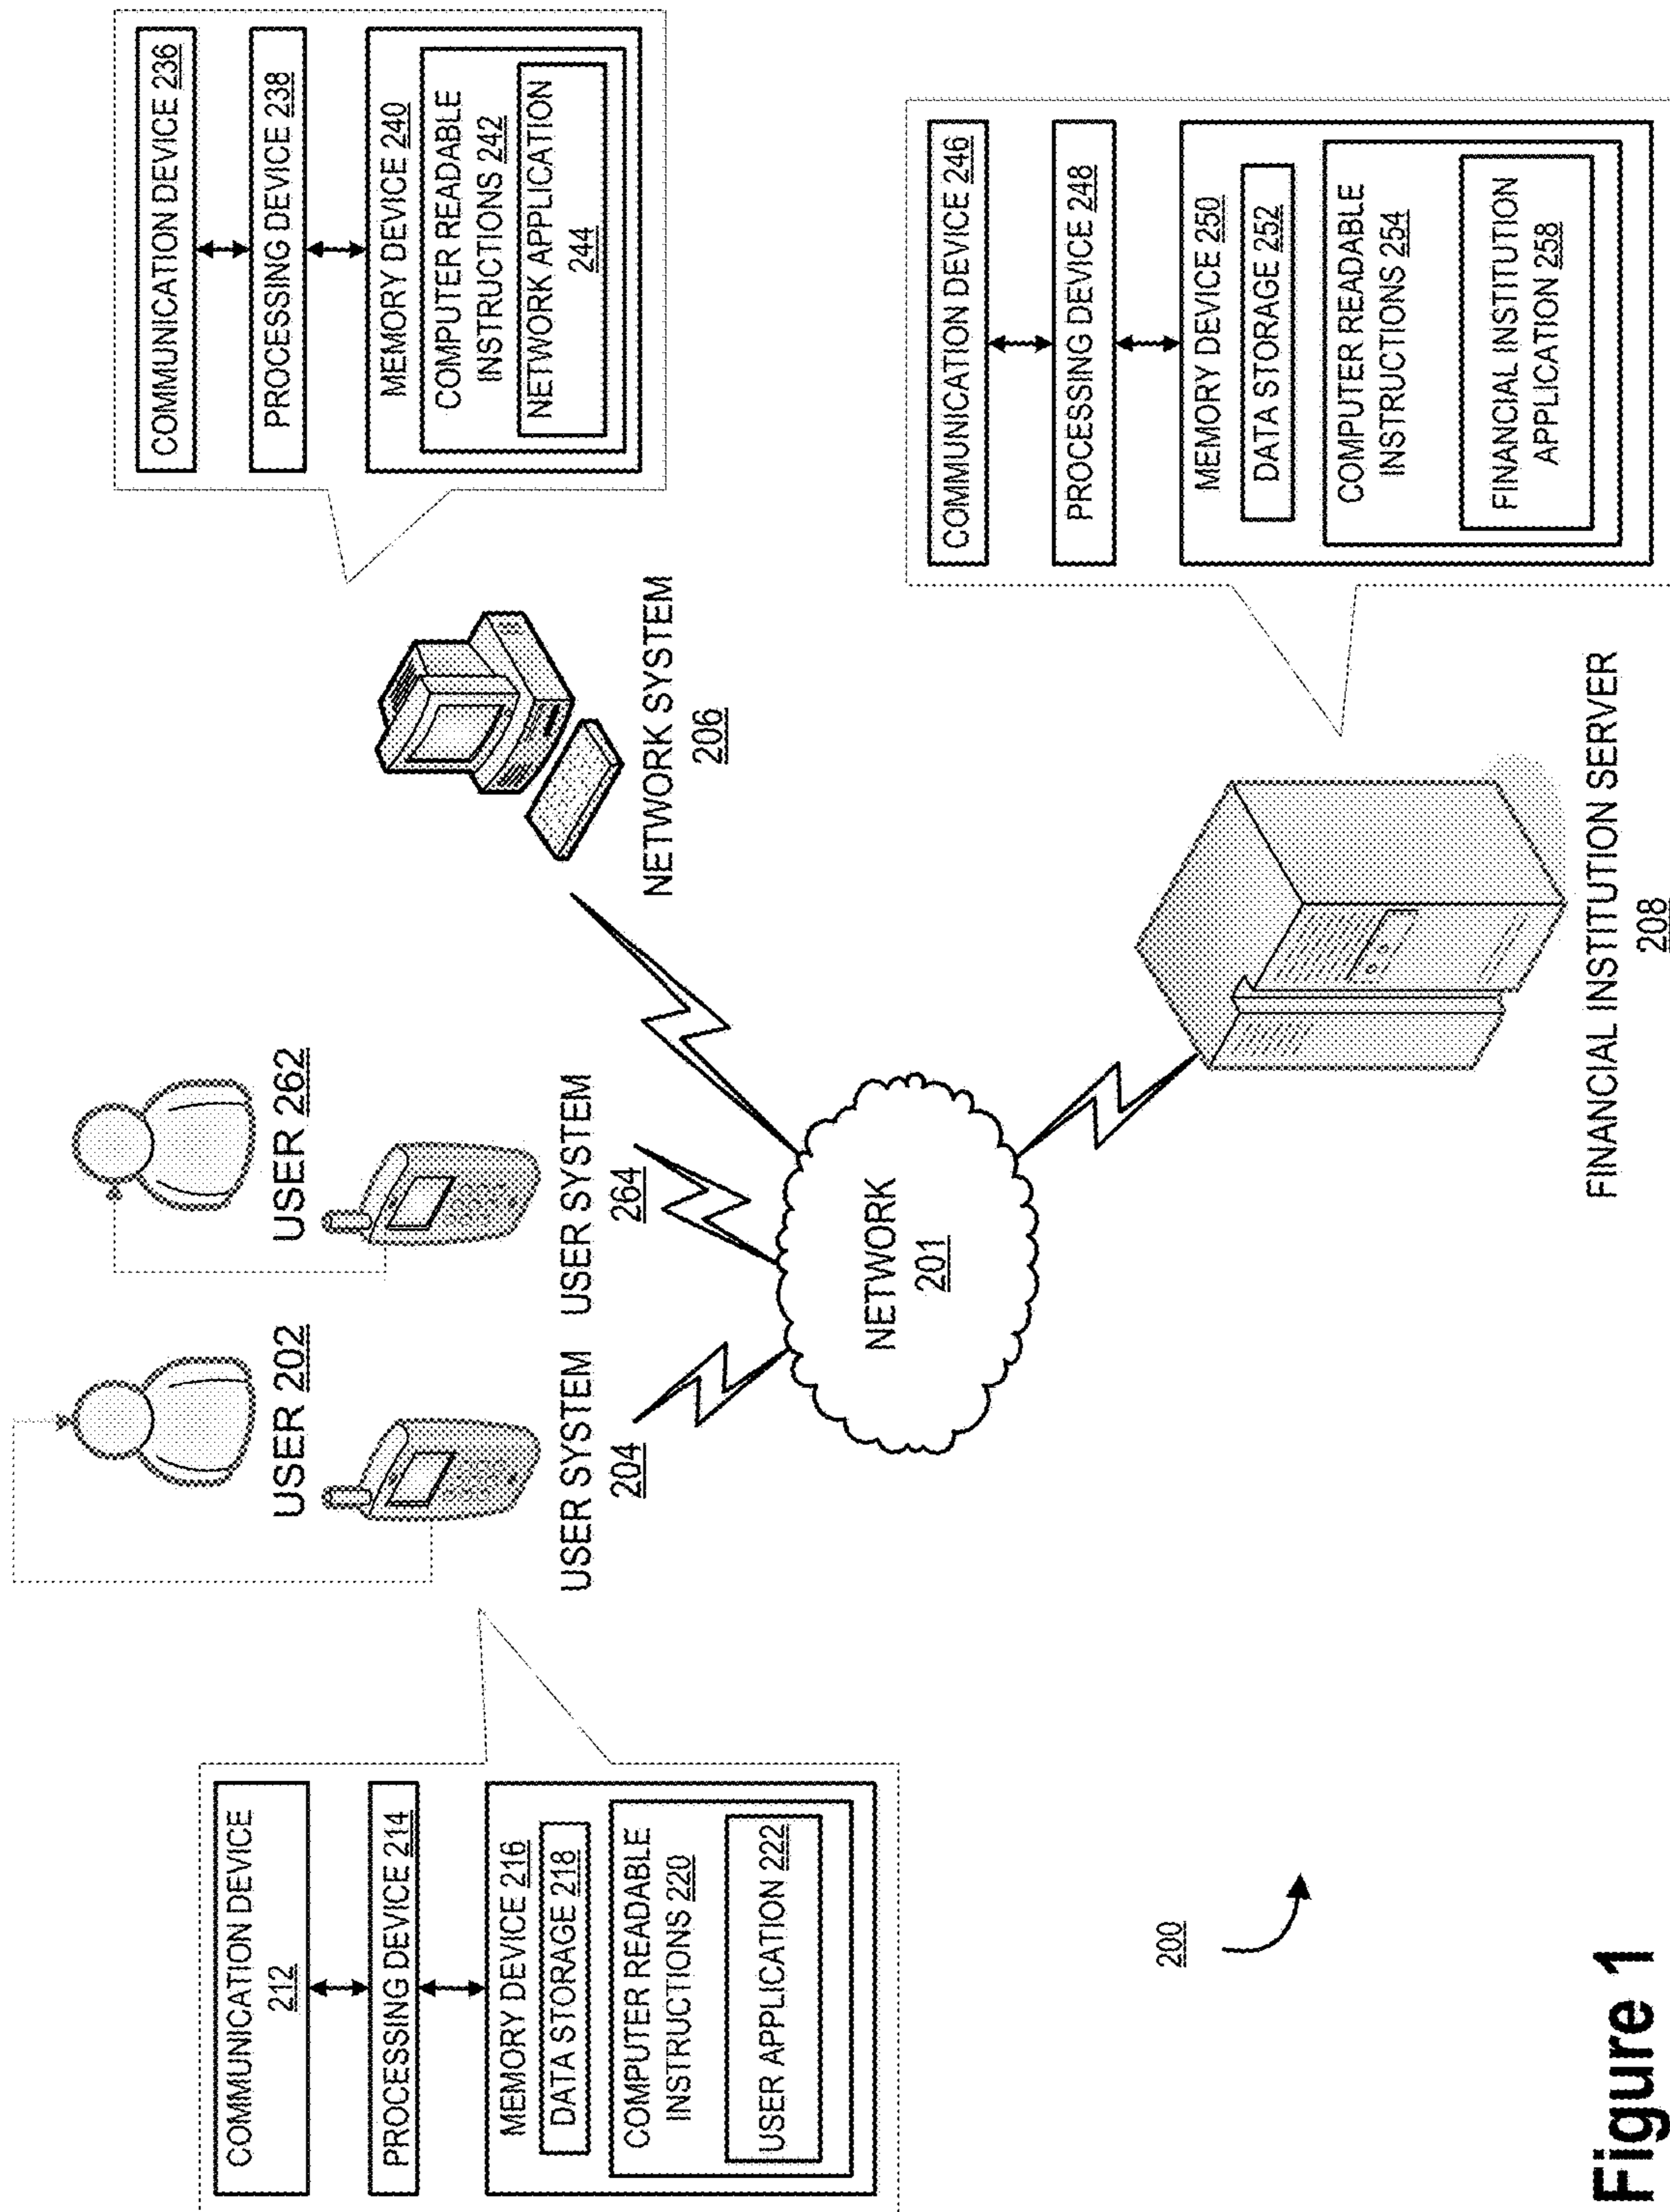 COMMUNICATION DEVICE
212
PROCESSING DEVICE 214
MEMORY DEVICE 216
DATA STORAGE 218
COMPUTER READABLE
INSTRUCTIONS 220
USER APPLICATION 222
USER 202
USER SYSTEM
204
USER 262
USER SYSTEM
264
COMMUNICATION DEVICE 236
PROCESSING DEVICE 238
MEMORY DEVICE 240
COMPUTER READABLE
INSTRUCTIONS 242
NETWORK APPLICATION
244
NETWORK SYSTEM
206
NETWORK
201
COMMUNICATION DEVICE 246
PROCESSING DEVICE 248
MEMORY DEVICE 250
DATA STORAGE 252
COMPUTER READABLE
INSTRUCTIONS 254
FINANCIAL INSTITUTION
APPLICATION 258
FINANCIAL INSTITUTION SERVER
208
200
Figure 1